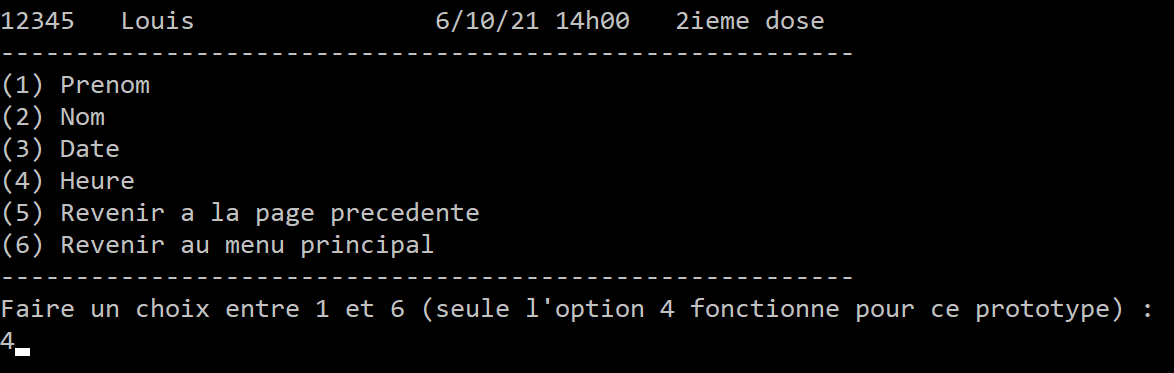 12345   Louis                6/10/21 14h00   2ieme dose
---------------------------------------------------------
(1) Prenom
(2) Nom
(3) Date
(4) Heure
(5) Revenir a la page precedente
(6) Revenir au menu principal
---------------------------------------------------------
Faire un choix entre 1 et 6 (seule l'option 4 fonctionne pour ce prototype) :
4